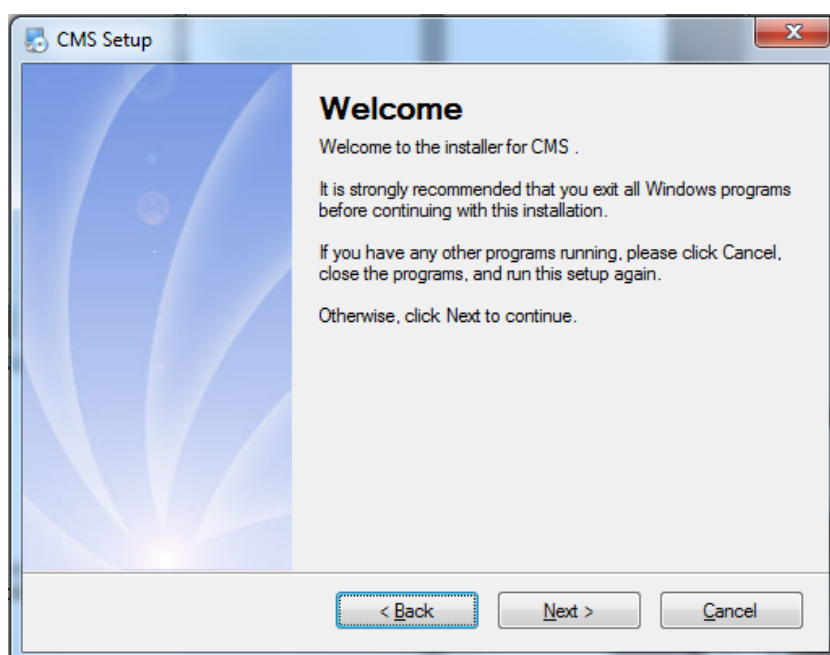 CMS Setup
Welcome
Welcome to the installer for CMS .
It is strongly recommended that you exit all Windows programs
before continuing with this installation.
If you have any other programs running, please click Cancel,
close the programs, and run this setup again.
Otherwise, click Next to continue.
< Back
Next >
Cancel